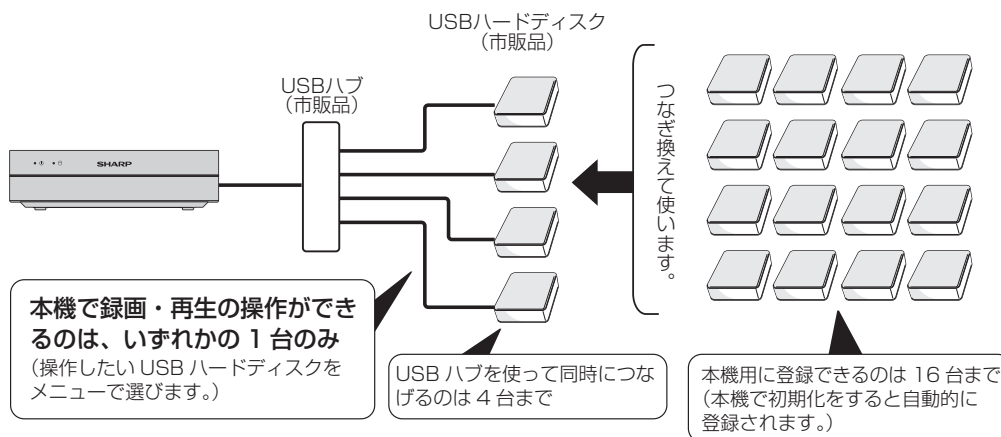 USBハードディスク
(市販品)
USBハブ
(市販品)
SHARP
つなぎ換えて使います。
本機で録画・再生の操作ができ
るのは、いずれかの 1 台のみ
(操作したい USB ハードディスクを
メニューで選びます。)
USB ハブを使って同時につな
げるのは 4 台まで
本機用に登録できるのは 16 台まで
(本機で初期化をすると自動的に
登録されます。)